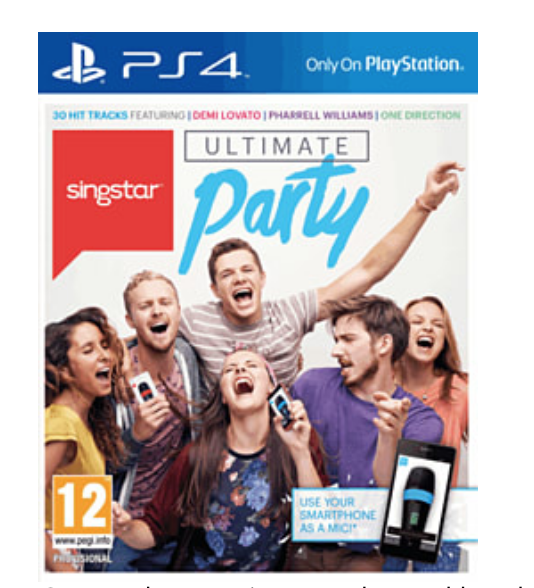 PS4
Only On PlayStation.
30 HIT TRACKS FEATURING | DEMI LOVATO | PHARRELL WILLIAMS | ONE DIRECTION
ULTIMATE
singstar
Party
12
www.pegi.info
PROVISIONAL
USE YOUR
SMARTPHONE
AS A MIC!*